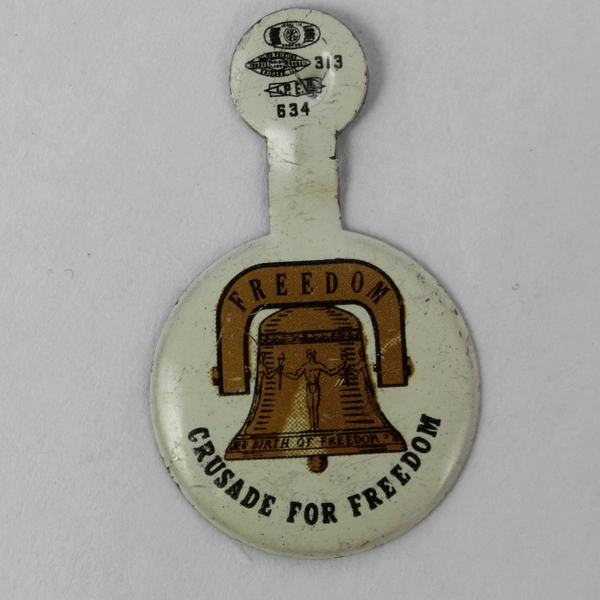 313
634
FREEDOM
BIRTH OF FREEDOM
CRUSADE FOR FREEDOM